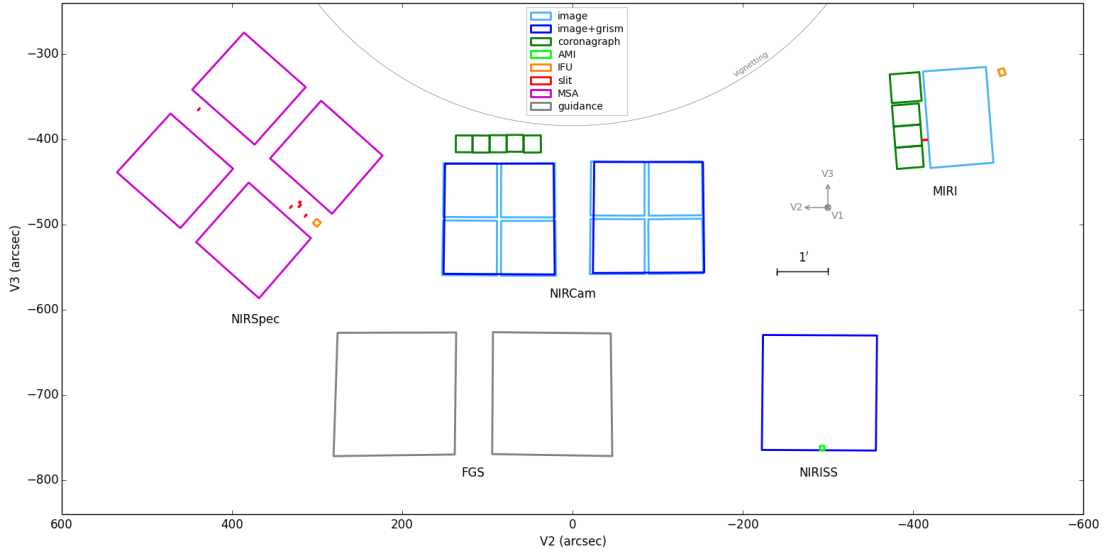 image
image+grism
coronagraph
AMI
IFU
slit
MSA
guidance
vignetting
−300
−400
−500
−600
−700
−800
V3 (arcsec)
MIRI
V3
V2
V1
1′
NIRCam
NIRSpec
FGS
NIRISS
600
400
200
0
−200
−400
−600
V2 (arcsec)